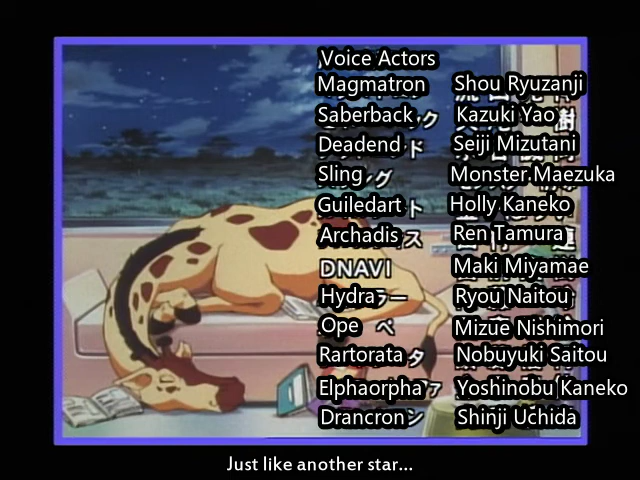 Voice Actors
Magmatron Shou Ryuzanji
Saberback Kazuki Yao
Deadend Seiji Mizutani
Sling Monster Maezuka
Guiledart Holly Kaneko
Archadis Ren Tamura
DNAVI Maki Miyamae
Hydra Ryou Naitou
Ope Mizue Nishimori
Rartorata Nobuyuki Saitou
Elphaorpha Yoshinobu Kaneko
Drancron Shinji Uchida
Just like another star...